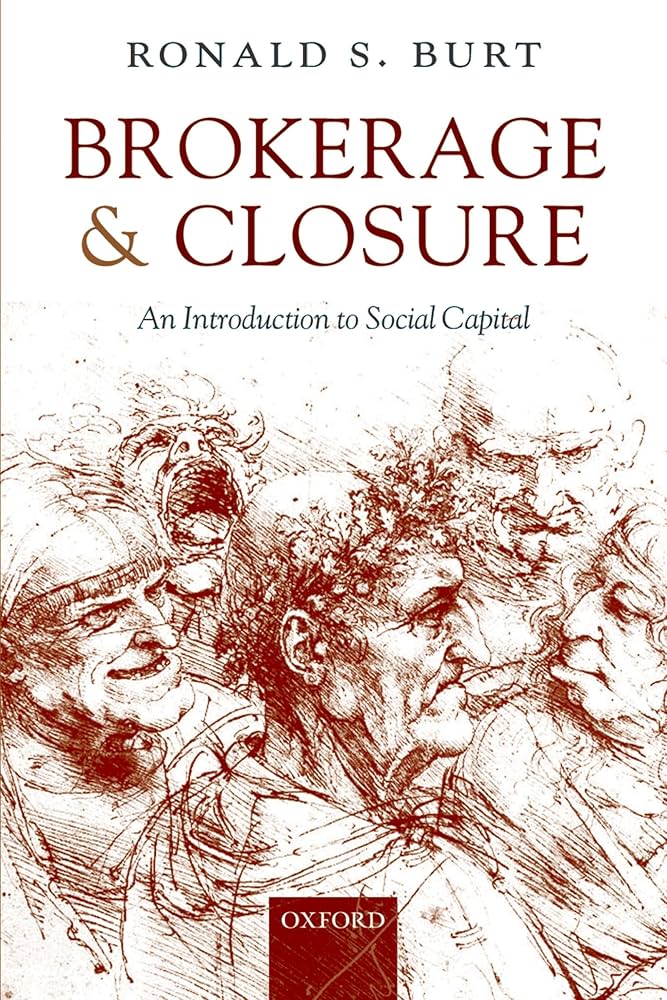 RONALD S. BURT
BROKERAGE
& CLOSURE
An Introduction to Social Capital
OXFORD